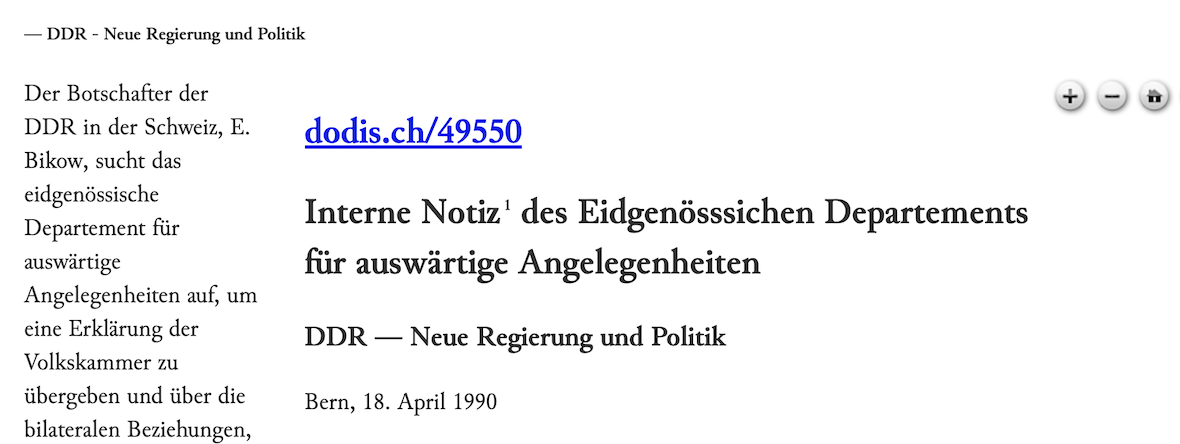 — DDR - Neue Regierung und Politik
Der Botschafter der
DDR in der Schweiz, E.
Bikow, sucht das
eidgenössische
Departement für
auswärtige
Angelegenheiten auf, um
eine Erklärung der
Volkskammer zu
übergeben und über die
bilateralen Beziehungen,
dodis.ch/49550
Interne Notiz¹ des Eidgenösssichen Departements
für auswärtige Angelegenheiten
DDR — Neue Regierung und Politik
Bern, 18. April 1990